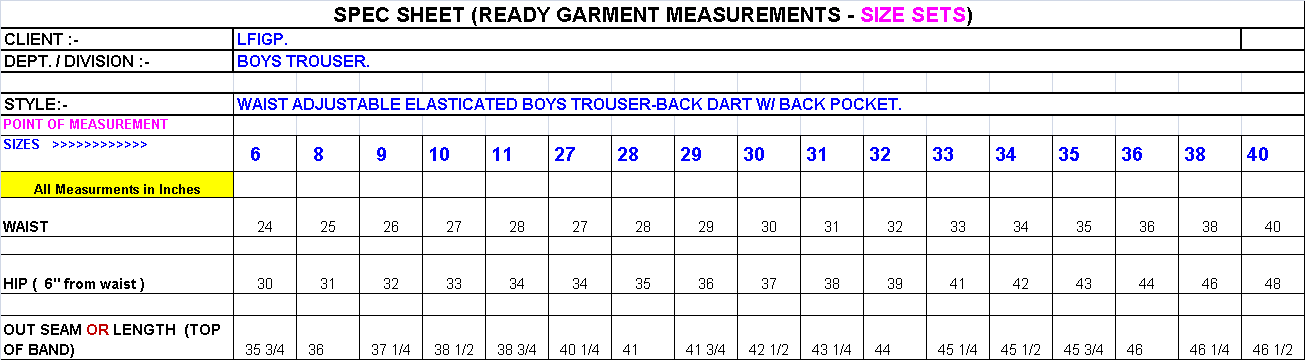 SPEC SHEET (READY GARMENT MEASUREMENTS - SIZE SETS)
CLIENT :- LFIGP.
DEPT. / DIVISION :- BOYS TROUSER.
STYLE:- WAIST ADJUSTABLE ELASTICATED BOYS TROUSER-BACK DART W/ BACK POCKET.
POINT OF MEASUREMENT
SIZES >>>>>>>>>>>> 6 8 9 10 11 27 28 29 30 31 32 33 34 35 36 38 40
All Measurments in Inches
WAIST 24 25 26 27 28 27 28 29 30 31 32 33 34 35 36 38 40
HIP ( 6" from waist ) 30 31 32 33 34 34 35 36 37 38 39 41 42 43 44 46 48
OUT SEAM OR LENGTH (TOP
OF BAND) 35 3/4 36 37 1/4 38 1/2 38 3/4 40 1/4 41 41 3/4 42 1/2 43 1/4 44 45 1/4 45 1/2 45 3/4 46 46 1/4 46 1/2